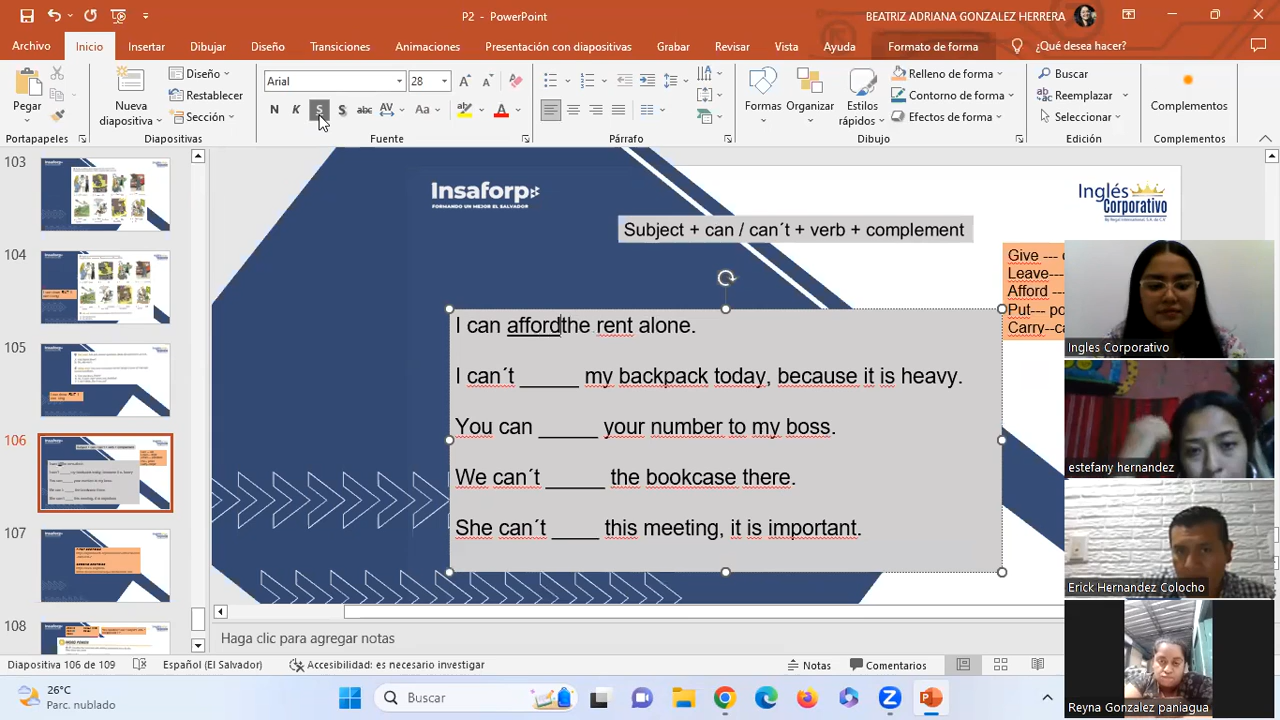 P2 - PowerPoint
BEATRIZ ADRIANA GONZALEZ HERRERA
Archivo Inicio Insertar Dibujar Diseño Transiciones Animaciones Presentación con diapositivas Grabar Revisar Vista Ayuda Formato de forma ¿Qué desea hacer?
Pegar
Portapapeles
Nueva diapositiva
Diseño
Restablecer
Sección
Diapositivas
Arial 28
N K S S abc AV Aa A
Fuente
Párrafo
Formas Organizar Estilos rápidos
Relleno de forma
Contorno de forma
Efectos de forma
Dibujo
Buscar
Reemplazar
Seleccionar
Edición
Complementos
Complementos
103
104
105
106
107
108
Insaforp
FORMANDO UN MEJOR EL SALVADOR
Inglés
Corporativo
Subject + can / can´t + verb + complement
Give ---
Leave---
Afford --
Put--- po
Carry--ca
I can affordthe rent alone.
I can´t _____ my backpack today, because it is heavy.
You can _____ your number to my boss.
We can´t _____ the bookcase there.
She can´t ____ this meeting, it is important.
Ingles Corporativo
estefany hernandez
Erick Hernandez Colocho
Reyna Gonzalez paniagua
Haga clic para agregar notas
Diapositiva 106 de 109 Español (El Salvador) Accesibilidad: es necesario investigar Notas Comentarios
26°C
Parc. nublado
Buscar